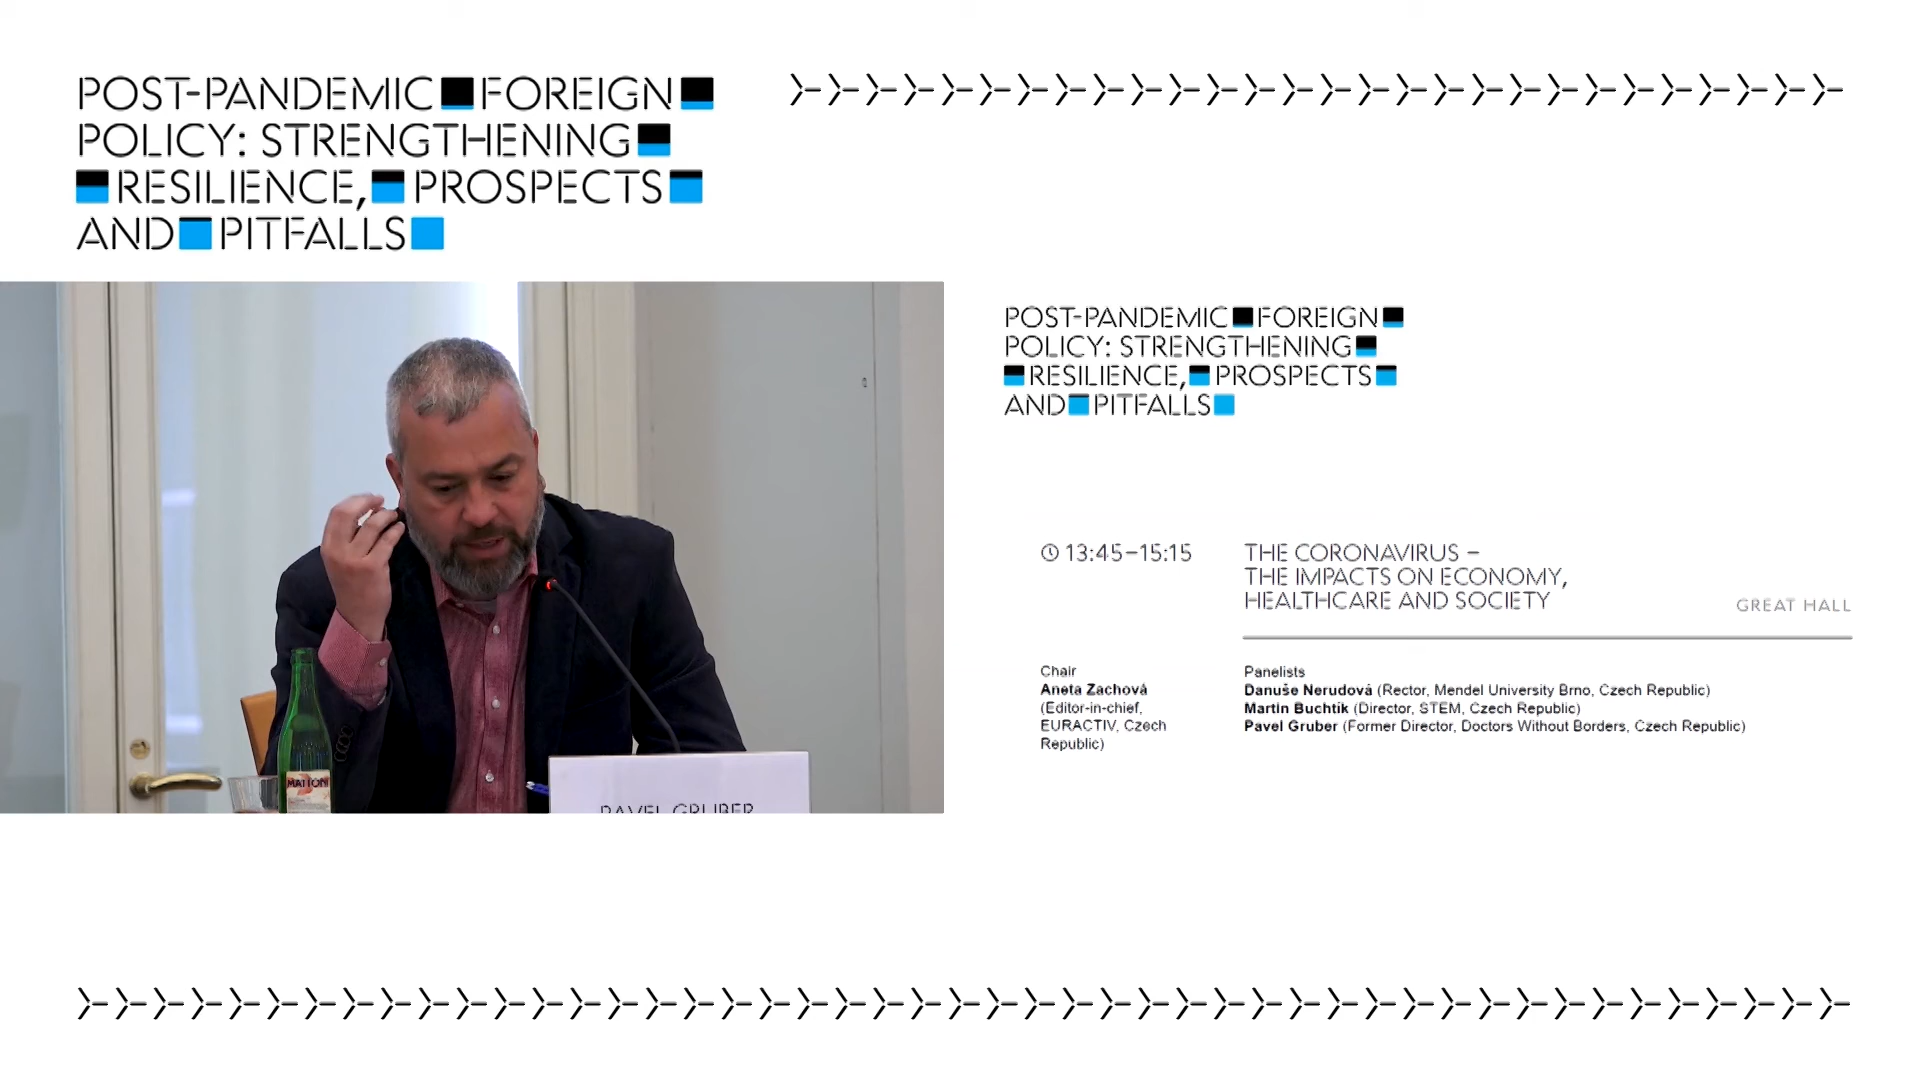 POST-PANDEMIC FOREIGN
POLICY: STRENGTHENING
RESILIENCE, PROSPECTS
AND PITFALLS
POST-PANDEMIC FOREIGN
POLICY: STRENGTHENING
RESILIENCE, PROSPECTS
AND PITFALLS
13:45–15:15
THE CORONAVIRUS –
THE IMPACTS ON ECONOMY,
HEALTHCARE AND SOCIETY
GREAT HALL
Chair
Aneta Zachová
(Editor-in-chief,
EURACTIV, Czech
Republic)
Panelists
Danuše Nerudová (Rector, Mendel University Brno, Czech Republic)
Martin Buchtík (Director, STEM, Czech Republic)
Pavel Gruber (Former Director, Doctors Without Borders, Czech Republic)
MATTONI
PAVEL GRUBER